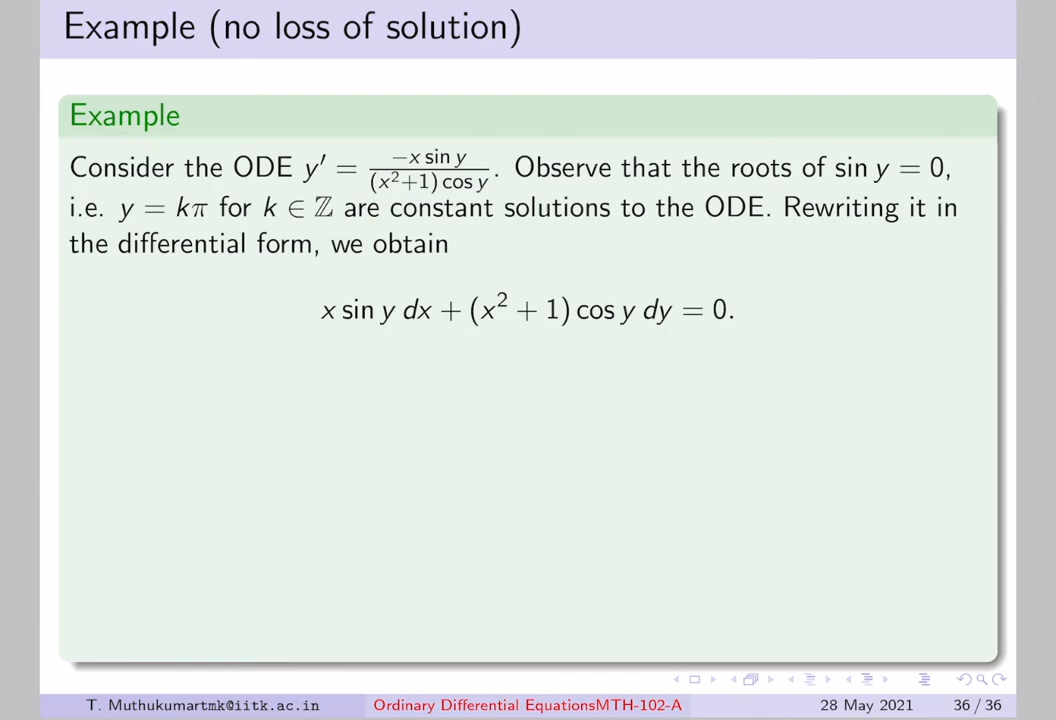 Example (no loss of solution)
Example
Consider the ODE y′ = −x sin y / (x²+1) cos y . Observe that the roots of sin y = 0,
i.e. y = kπ for k ∈ ℤ are constant solutions to the ODE. Rewriting it in
the differential form, we obtain
x sin y dx + (x² + 1) cos y dy = 0.
T. Muthukumartmk@iitk.ac.in Ordinary Differential EquationsMTH-102-A 28 May 2021 36 / 36